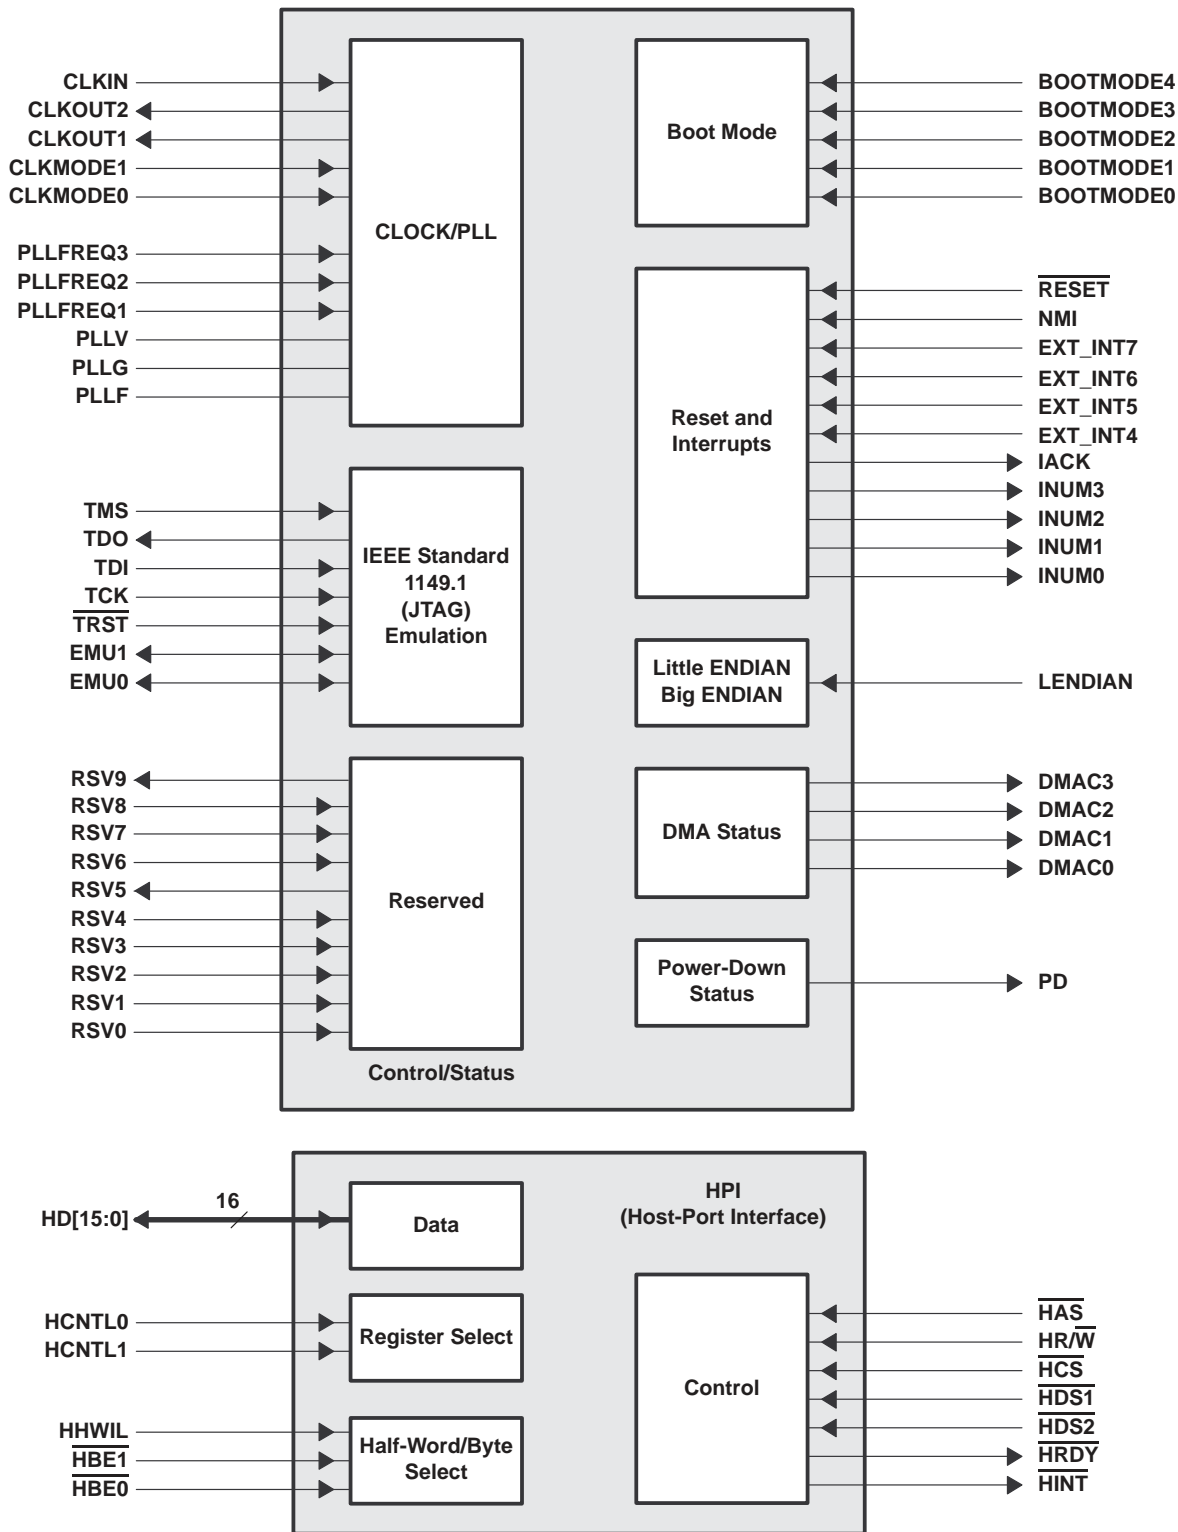 CLKIN
CLKOUT2
CLKOUT1
CLKMODE1
CLKMODE0
PLLFREQ3
PLLFREQ2
PLLFREQ1
PLLV
PLLG
PLLF
CLOCK/PLL
Boot Mode
BOOTMODE4
BOOTMODE3
BOOTMODE2
BOOTMODE1
BOOTMODE0
Reset and
Interrupts
RESET
NMI
EXT_INT7
EXT_INT6
EXT_INT5
EXT_INT4
IACK
INUM3
INUM2
INUM1
INUM0
TMS
TDO
TDI
TCK
TRST
EMU1
EMU0
IEEE Standard
1149.1
(JTAG)
Emulation
Little ENDIAN
Big ENDIAN
LENDIAN
RSV9
RSV8
RSV7
RSV6
RSV5
RSV4
RSV3
RSV2
RSV1
RSV0
Reserved
DMA Status
DMAC3
DMAC2
DMAC1
DMAC0
Power-Down
Status
PD
Control/Status
HD[15:0]
16
Data
HPI
(Host-Port Interface)
HCNTL0
HCNTL1
Register Select
HHWIL
HBE1
HBE0
Half-Word/Byte
Select
Control
HAS
HR/W
HCS
HDS1
HDS2
HRDY
HINT